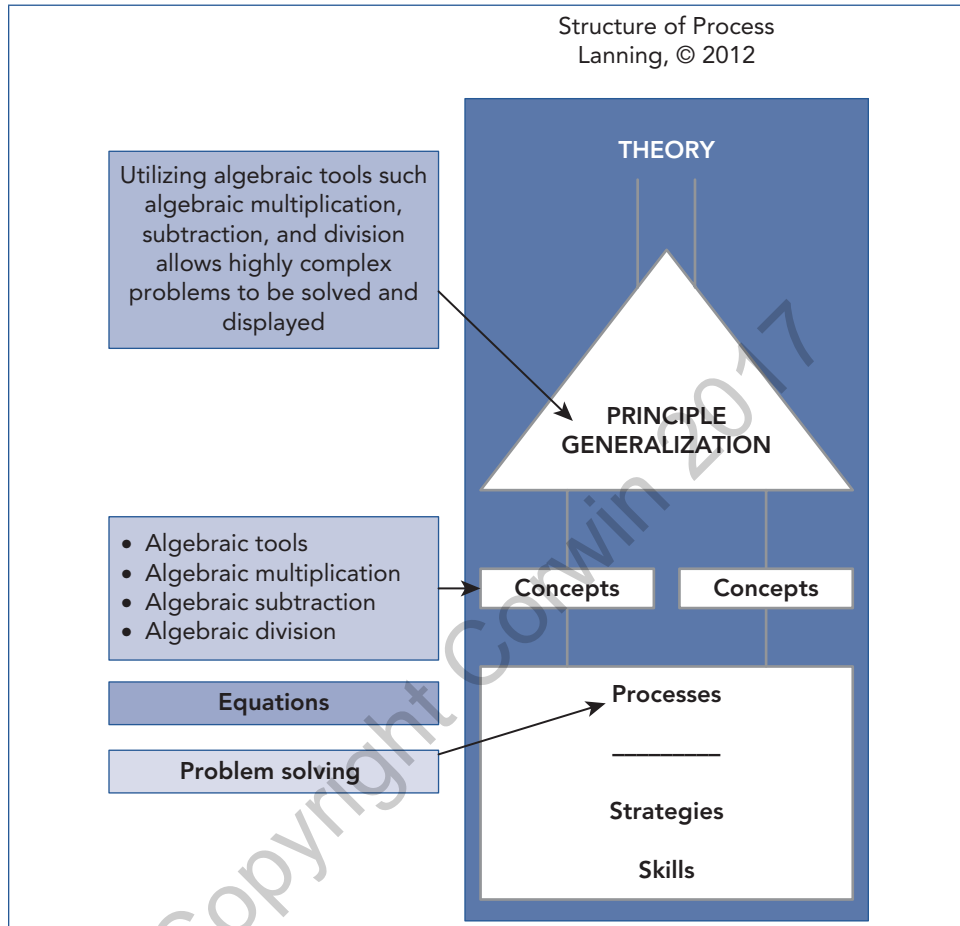 Structure of Process
Lanning, © 2012
THEORY
Utilizing algebraic tools such
algebraic multiplication,
subtraction, and division
allows highly complex
problems to be solved and
displayed
PRINCIPLE
GENERALIZATION
• Algebraic tools
• Algebraic multiplication
• Algebraic subtraction
• Algebraic division
Concepts
Concepts
Equations
Problem solving
Processes
Strategies
Skills
Copyright Corwin 2017